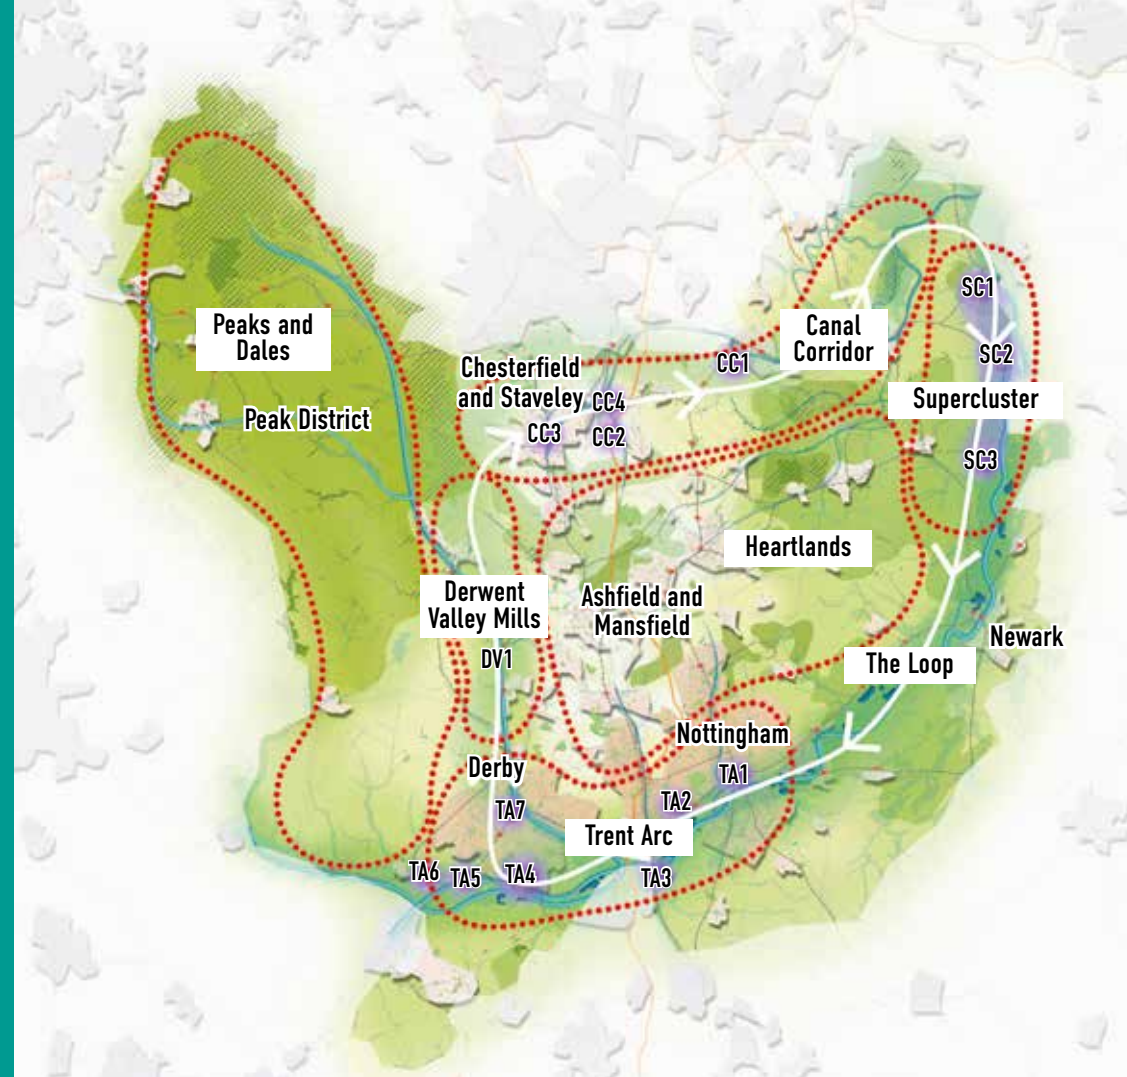 SC1
Peaks and
Dales
Canal
Corridor
SC2
CC1
Chesterfield
and Staveley
CC4
Supercluster
Peak District
CC3
CC2
SC3
Heartlands
Derwent
Valley Mills
Ashfield and
Mansfield
Newark
DV1
The Loop
Nottingham
Derby
TA1
TA2
TA7
Trent Arc
TA6
TA5
TA4
TA3